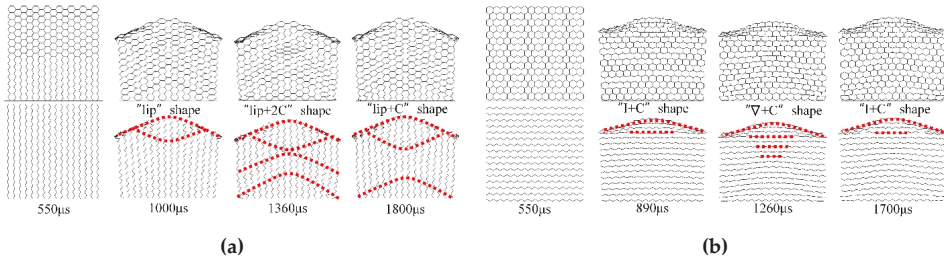 "lip" shape "lip+2C" shape "lip+C" shape "I+C" shape "∇+C" shape "I+C" shape
550μs 1000μs 1360μs 1800μs 550μs 890μs 1260μs 1700μs
(a) (b)